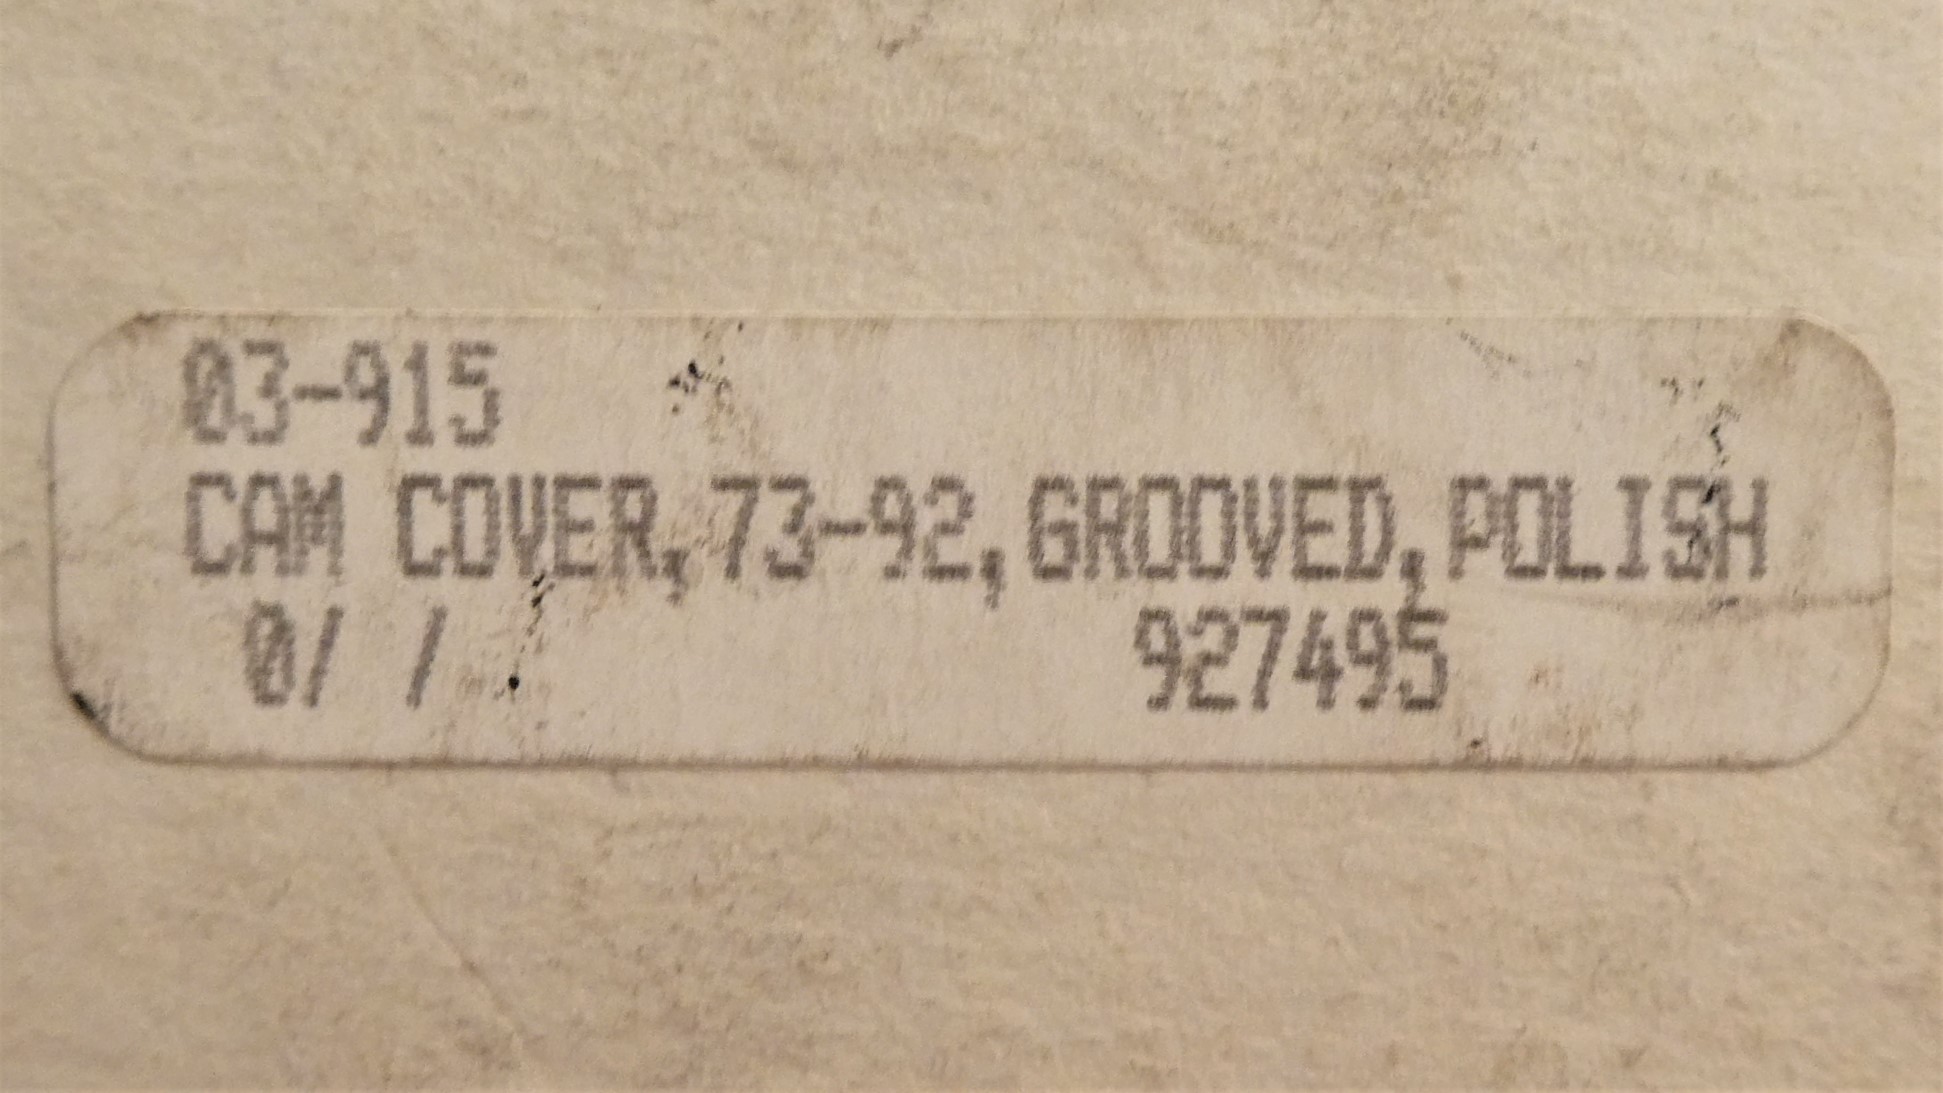 03-915
CAM COVER,73-92,GROOVED,POLISH
0/ / 927495